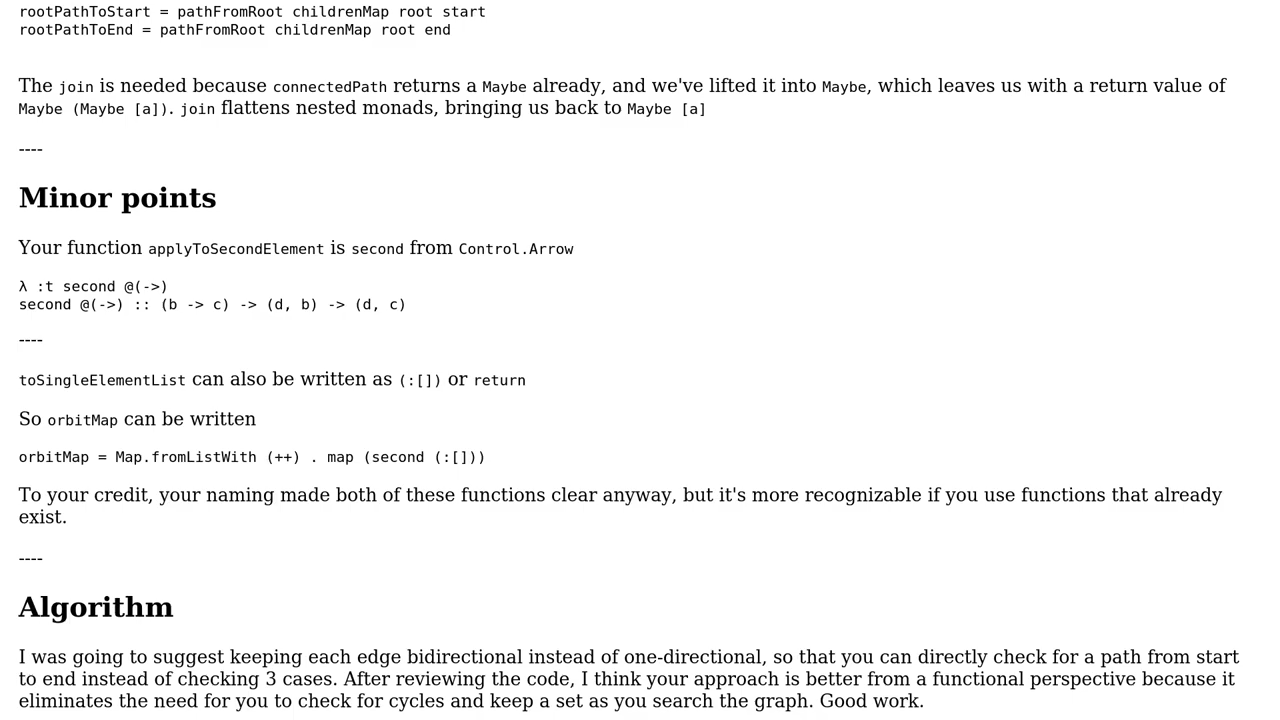 rootPathToStart = pathFromRoot childrenMap root start
rootPathToEnd = pathFromRoot childrenMap root end
The join is needed because connectedPath returns a Maybe already, and we've lifted it into Maybe, which leaves us with a return value of
Maybe (Maybe [a]). join flattens nested monads, bringing us back to Maybe [a]
----
Minor points
Your function applyToSecondElement is second from Control.Arrow
λ :t second @(->)
second @(->) :: (b -> c) -> (d, b) -> (d, c)
----
toSingleElementList can also be written as (:[]) or return
So orbitMap can be written
orbitMap = Map.fromListWith (++) . map (second (:[]))
To your credit, your naming made both of these functions clear anyway, but it's more recognizable if you use functions that already
exist.
----
Algorithm
I was going to suggest keeping each edge bidirectional instead of one-directional, so that you can directly check for a path from start
to end instead of checking 3 cases. After reviewing the code, I think your approach is better from a functional perspective because it
eliminates the need for you to check for cycles and keep a set as you search the graph. Good work.